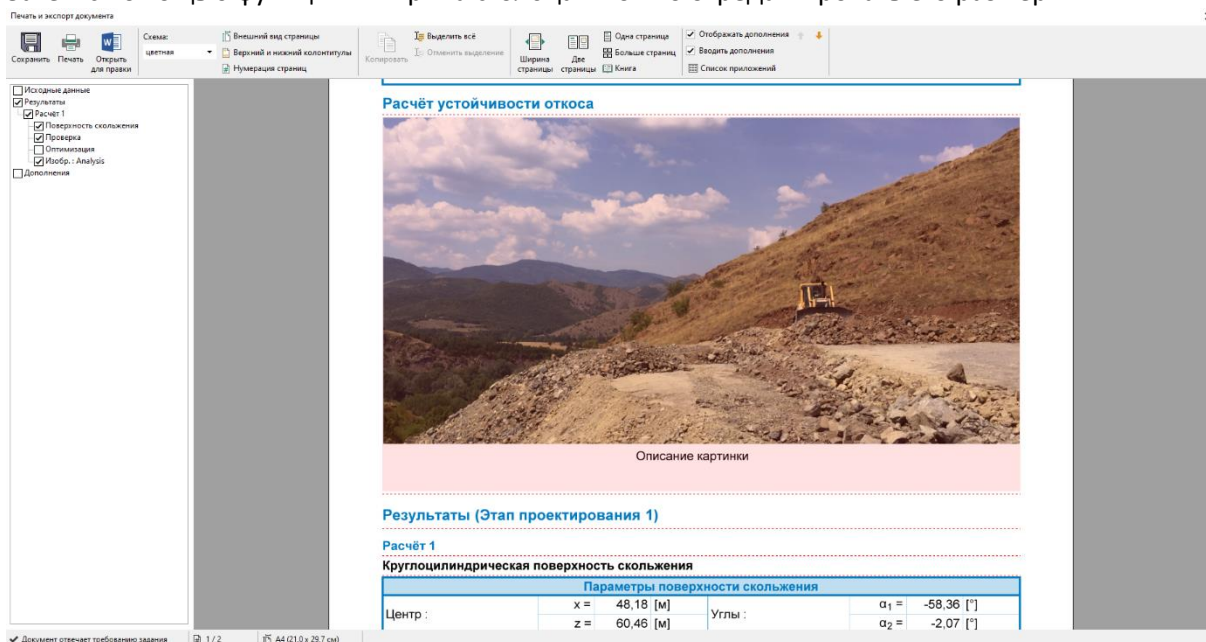 Печать и экспорт документа
Сохранить
Печать
Открыть для правки
Схема:
цветная
Внешний вид страницы
Верхний и нижний колонтитулы
Нумерация страниц
Копировать
Выделить всё
Отменить выделение
Ширина страницы
Две страницы
Одна страница
Больше страниц
Книга
Отображать дополнения
Вводить дополнения
Список приложений
Исходные данные
Результаты
Расчёт 1
Поверхность скольжения
Проверка
Оптимизация
Изобр. : Analysis
Дополнения
Расчёт устойчивости откоса
Описание картинки
Результаты (Этап проектирования 1)
Расчёт 1
Круглоцилиндрическая поверхность скольжения
Параметры поверхности скольжения
Центр :
x = 48,18 [м]
z = 60,46 [м]
Углы :
α1 = -58,36 [°]
α2 = -2,07 [°]
Документ отвечает требованию задания
1 / 2
A4 (21,0 x 29,7 см)